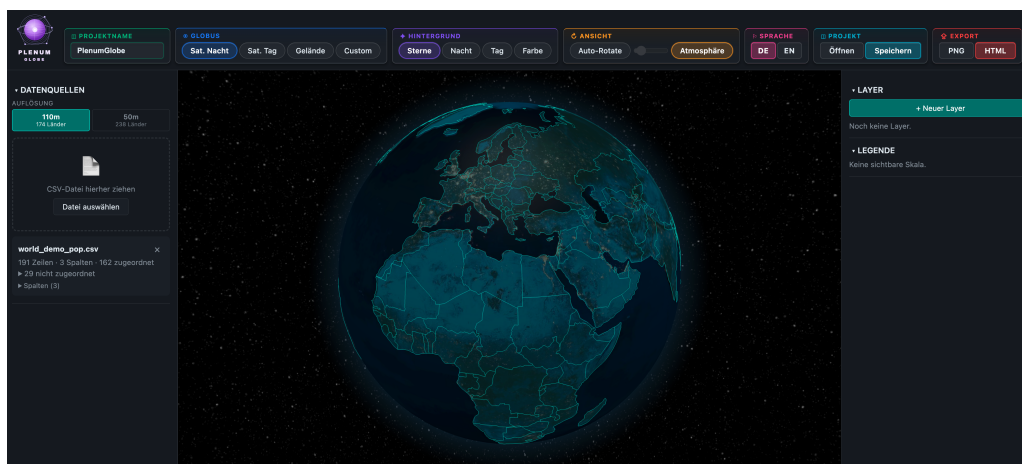 PLENUM
GLOBE
PROJEKTNAME
PlenumGlobe
GLOBUS
Sat. Nacht
Sat. Tag
Gelände
Custom
HINTERGRUND
Sterne
Nacht
Tag
Farbe
ANSICHT
Auto-Rotate
Atmosphäre
SPRACHE
DE
EN
PROJEKT
Öffnen
Speichern
EXPORT
PNG
HTML
▾ DATENQUELLEN
AUFLÖSUNG
110m
174 Länder
50m
238 Länder
CSV-Datei hierher ziehen
Datei auswählen
world_demo_pop.csv ×
191 Zeilen · 3 Spalten · 162 zugeordnet
▶ 29 nicht zugeordnet
▶ Spalten (3)
▾ LAYER
+ Neuer Layer
Noch keine Layer.
▾ LEGENDE
Keine sichtbare Skala.